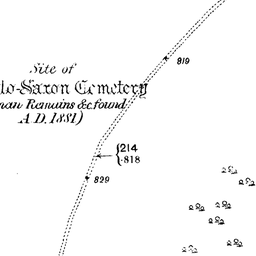 Site of
lo-Saxon Cemetery
man Remains &c found
A.D. 1881)
819
{214
.818
829